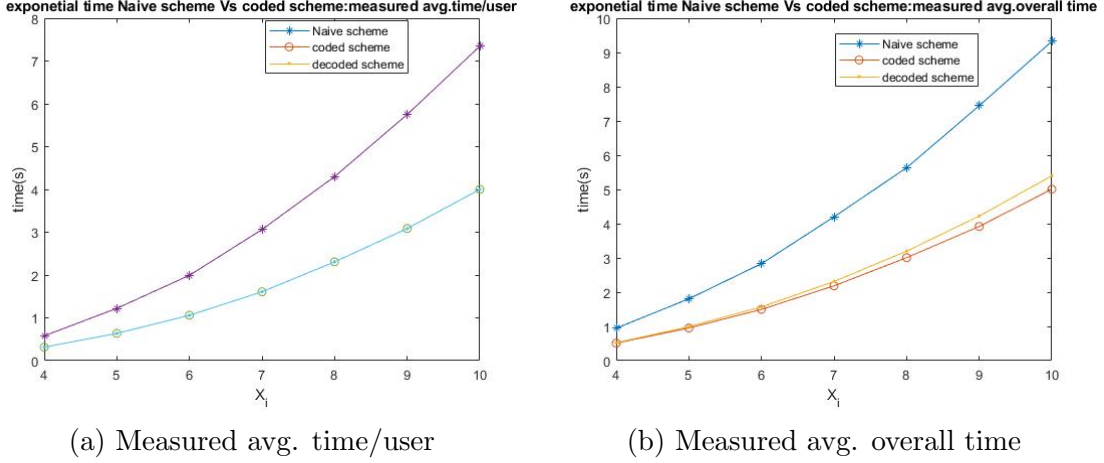 exponetial time Naive scheme Vs coded scheme:measured avg.time/user
8
7
6
5
4
3
2
1
0
time(s)
Naive scheme
coded scheme
decoded scheme
4 5 6 7 8 9 10
X_i
(a) Measured avg. time/user
exponetial time Naive scheme Vs coded scheme:measured avg.overall time
10
9
8
7
6
5
4
3
2
1
0
time(s)
Naive scheme
coded scheme
decoded scheme
4 5 6 7 8 9 10
X_i
(b) Measured avg. overall time